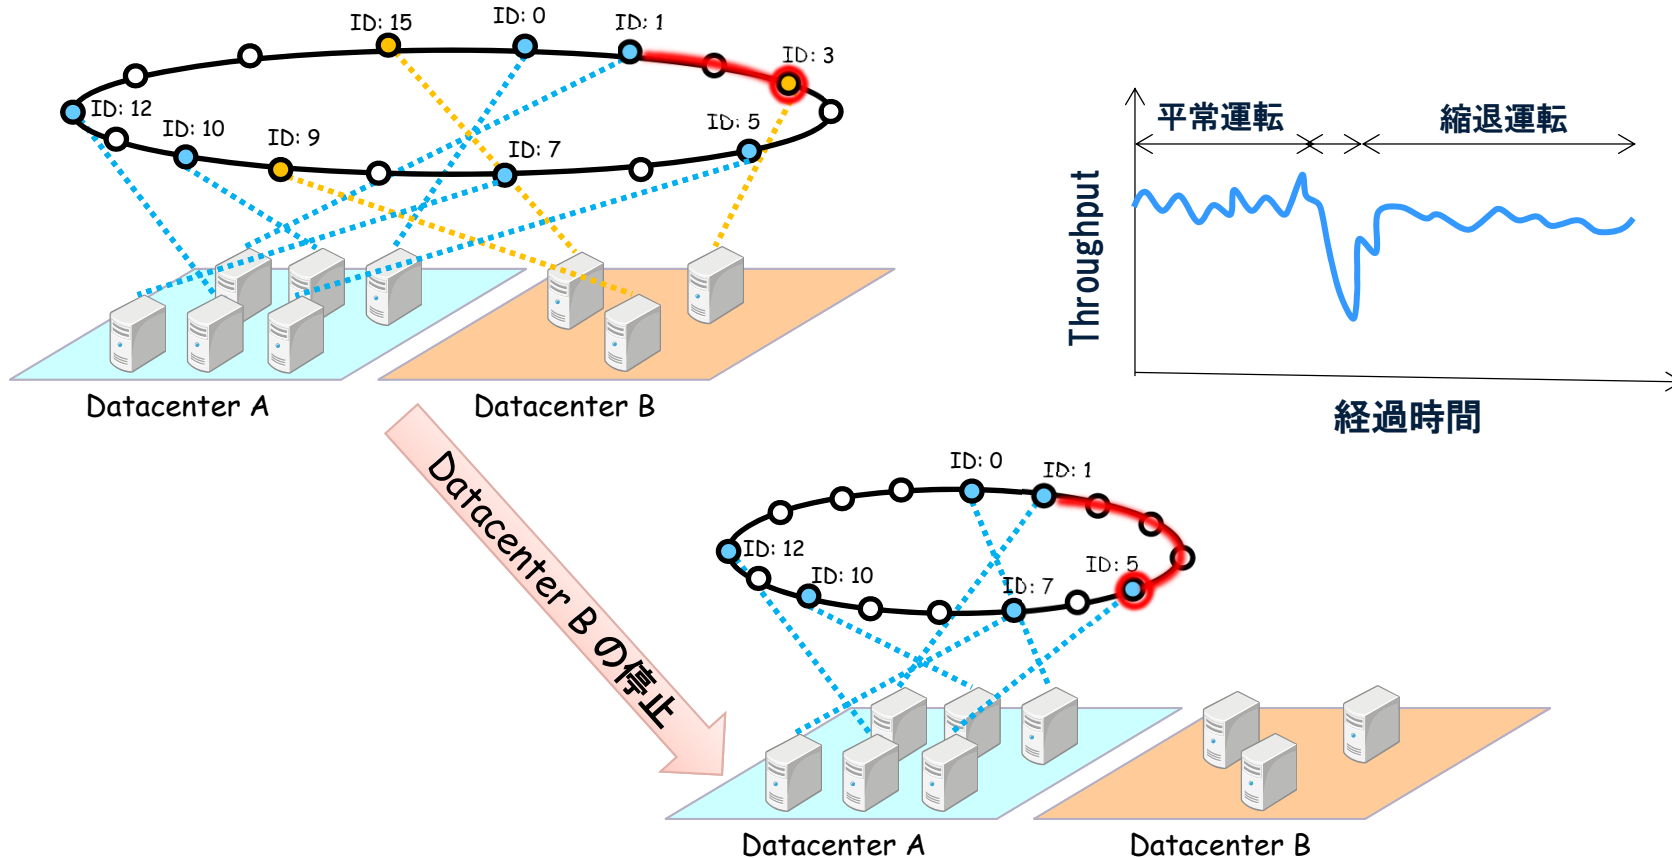 ID: 15
ID: 0
ID: 1
ID: 3
ID: 12
ID: 10
ID: 9
ID: 7
ID: 5
Datacenter A
Datacenter B
平常運転
縮退運転
Throughput
経過時間
Datacenter B の停止
ID: 0
ID: 1
ID: 12
ID: 10
ID: 7
ID: 5
Datacenter A
Datacenter B